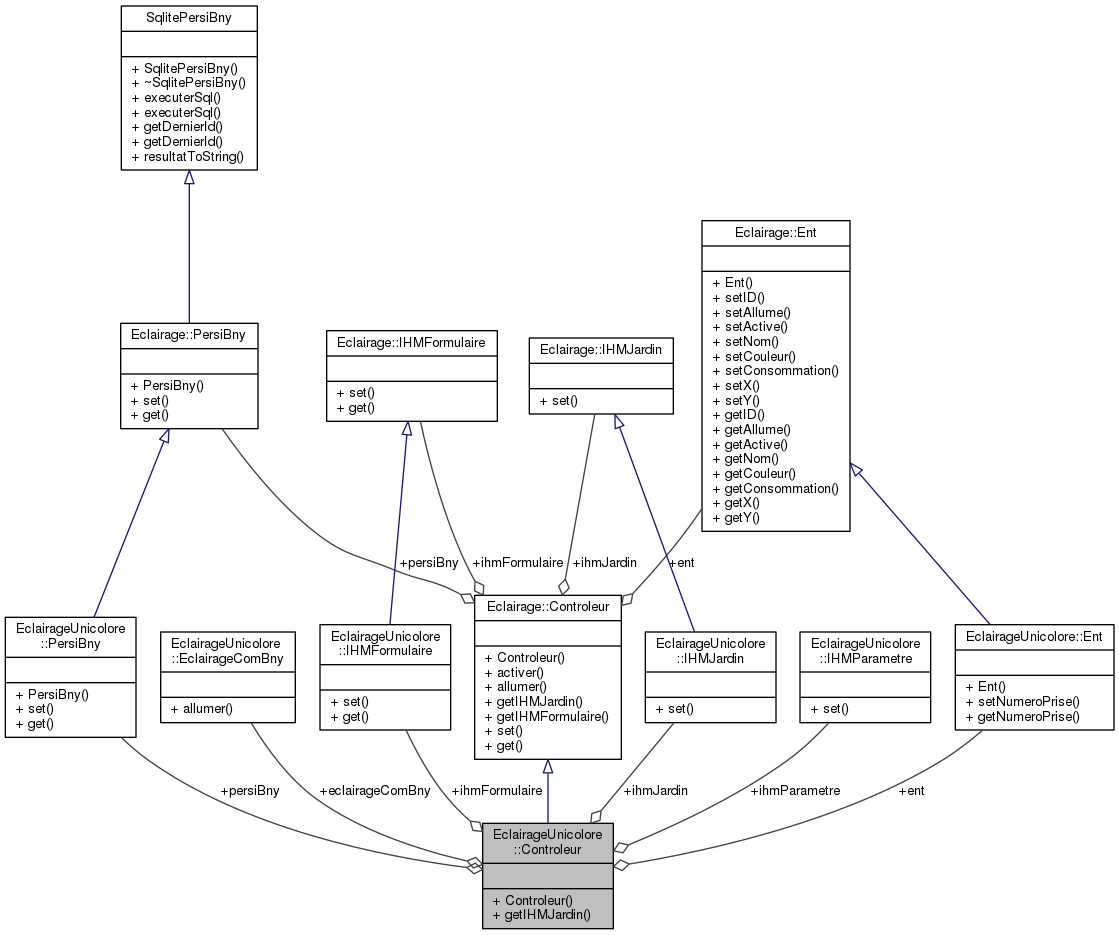 SqlitePersiBny
+ SqlitePersiBny()
+ ~SqlitePersiBny()
+ executerSql()
+ executerSql()
+ getDernierId()
+ getDernierId()
+ resultatToString()
Eclairage::Ent
+ Ent()
+ setID()
+ setAllume()
+ setActive()
+ setNom()
+ setCouleur()
+ setConsommation()
+ setX()
+ setY()
+ getID()
+ getAllume()
+ getActive()
+ getNom()
+ getCouleur()
+ getConsommation()
+ getX()
+ getY()
Eclairage::PersiBny
+ PersiBny()
+ set()
+ get()
Eclairage::IHMFormulaire
+ set()
+ get()
Eclairage::IHMJardin
+ set()
+persiBny
+ihmFormulaire
+ihmJardin
+ent
EclairageUnicolore
::PersiBny
+ PersiBny()
+ set()
+ get()
EclairageUnicolore
::EclairageComBny
+ allumer()
EclairageUnicolore
::IHMFormulaire
+ set()
+ get()
Eclairage::Controleur
+ Controleur()
+ activer()
+ allumer()
+ getIHMJardin()
+ getIHMFormulaire()
+ set()
+ get()
EclairageUnicolore
::IHMJardin
+ set()
EclairageUnicolore
::IHMParametre
+ set()
EclairageUnicolore::Ent
+ Ent()
+ setNumeroPrise()
+ getNumeroPrise()
+persiBny
+eclairageComBny
+ihmFormulaire
+ihmJardin
+ihmParametre
+ent
EclairageUnicolore
::Controleur
+ Controleur()
+ getIHMJardin()